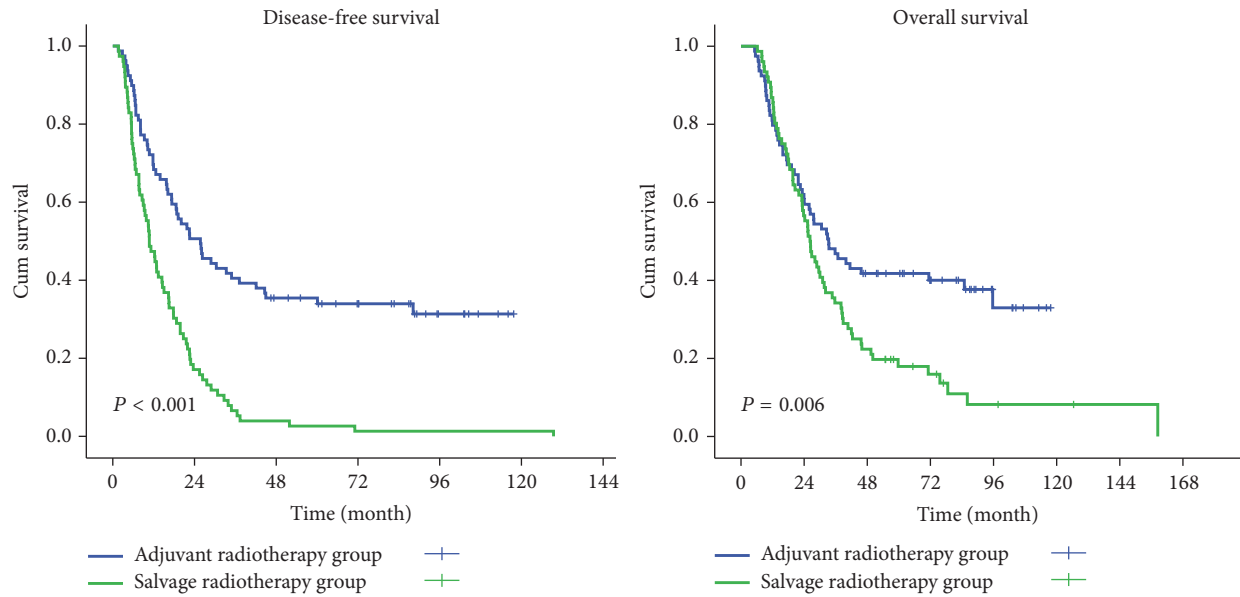 Disease-free survival
1.0
0.8
0.6
0.4
0.2
0.0
Cum survival
P < 0.001
0 24 48 72 96 120 144
Time (month)
Adjuvant radiotherapy group
Salvage radiotherapy group
Overall survival
1.0
0.8
0.6
0.4
0.2
0.0
Cum survival
P = 0.006
0 24 48 72 96 120 144 168
Time (month)
Adjuvant radiotherapy group
Salvage radiotherapy group